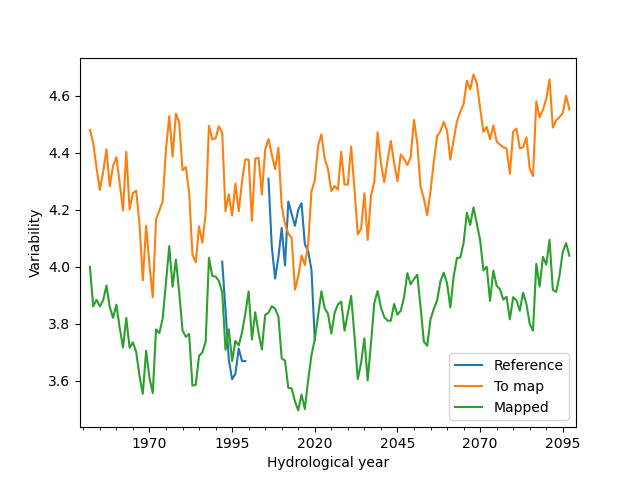 4.6
4.4
4.2
4.0
3.8
3.6
Variability
1970
1995
2020
2045
2070
2095
Hydrological year
Reference
To map
Mapped